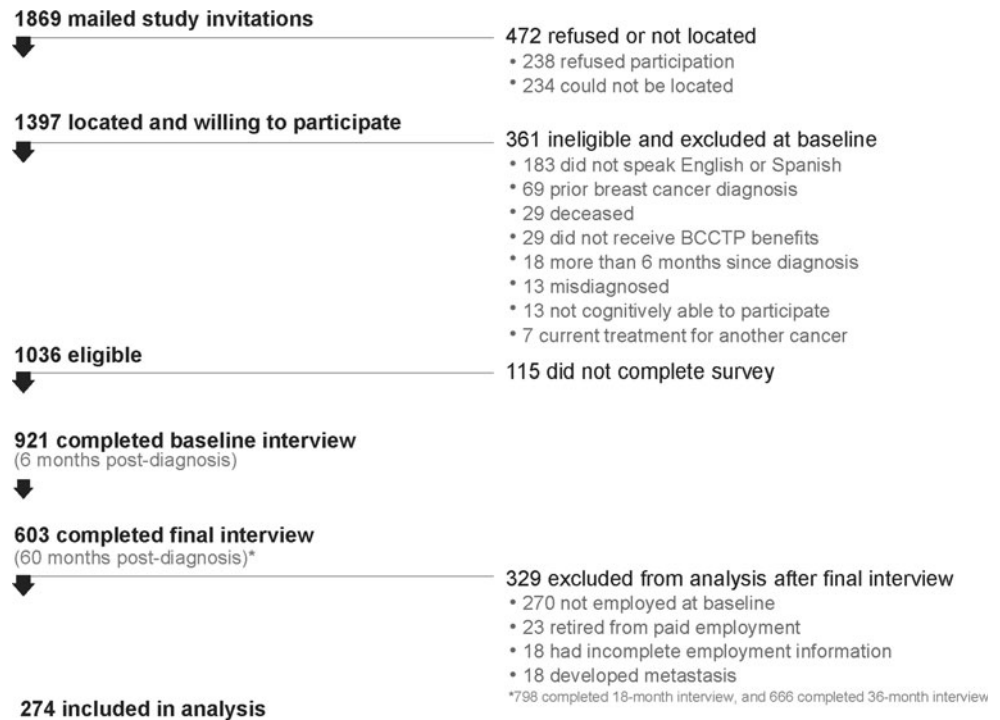 1869 mailed study invitations
472 refused or not located
• 238 refused participation
• 234 could not be located
1397 located and willing to participate
361 ineligible and excluded at baseline
• 183 did not speak English or Spanish
• 69 prior breast cancer diagnosis
• 29 deceased
• 29 did not receive BCCTP benefits
• 18 more than 6 months since diagnosis
• 13 misdiagnosed
• 13 not cognitively able to participate
• 7 current treatment for another cancer
1036 eligible
115 did not complete survey
921 completed baseline interview
(6 months post-diagnosis)
603 completed final interview
(60 months post-diagnosis)*
329 excluded from analysis after final interview
• 270 not employed at baseline
• 23 retired from paid employment
• 18 had incomplete employment information
• 18 developed metastasis
*798 completed 18-month interview, and 666 completed 36-month interview
274 included in analysis